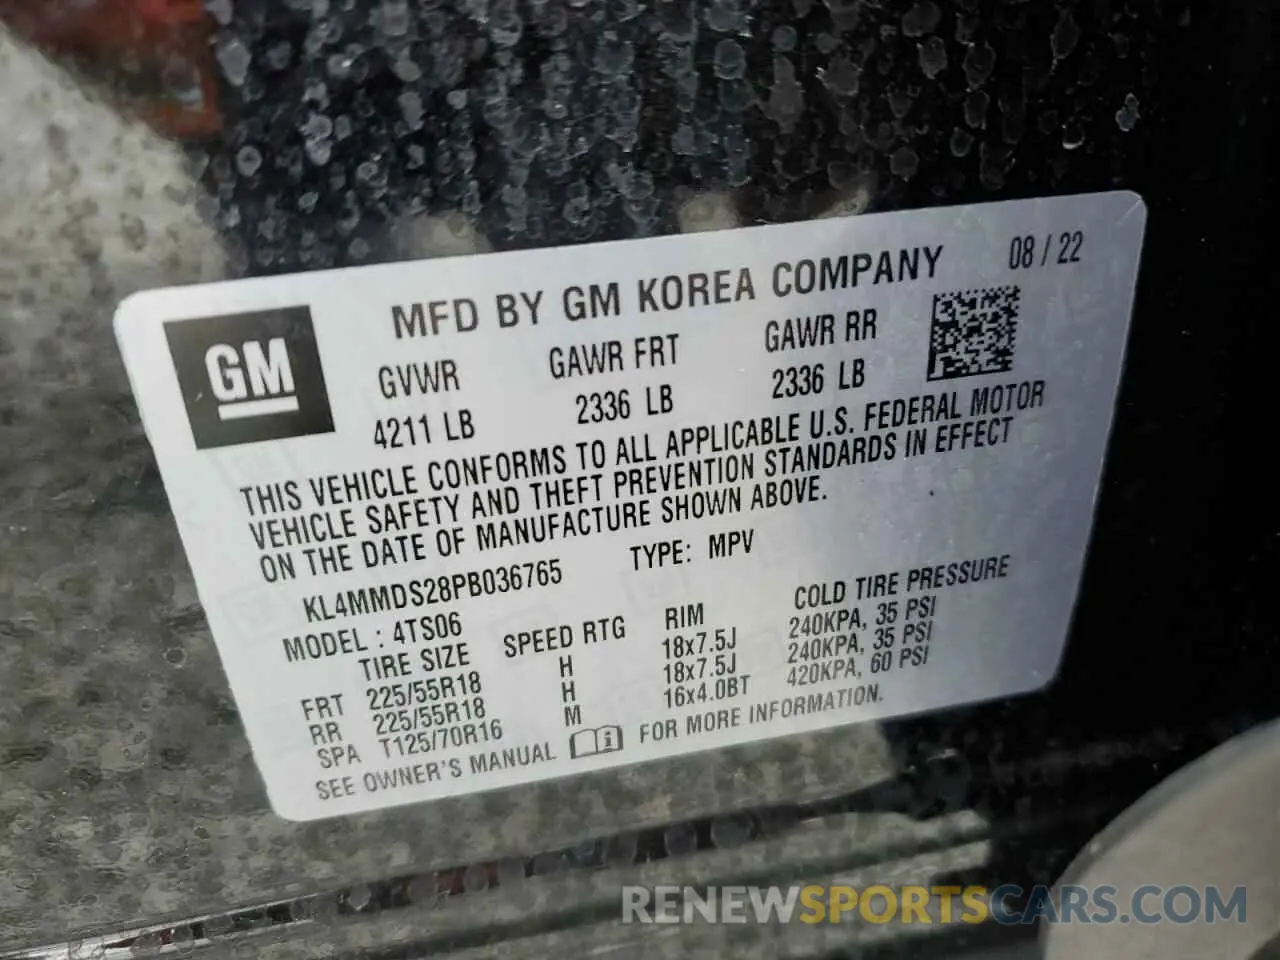 MFD BY GM KOREA COMPANY 08 / 22
GM
GVWR GAWR FRT GAWR RR
4211 LB 2336 LB 2336 LB
THIS VEHICLE CONFORMS TO ALL APPLICABLE U.S. FEDERAL MOTOR
VEHICLE SAFETY AND THEFT PREVENTION STANDARDS IN EFFECT
ON THE DATE OF MANUFACTURE SHOWN ABOVE.
KL4MMDS28PB036765 TYPE: MPV
MODEL : 4TS06
TIRE SIZE SPEED RTG RIM COLD TIRE PRESSURE
FRT 225/55R18 H 18x7.5J 240KPA, 35 PSI
RR 225/55R18 H 18x7.5J 240KPA, 35 PSI
SPA T125/70R16 M 16x4.0BT 420KPA, 60 PSI
SEE OWNER'S MANUAL FOR MORE INFORMATION.
RENEWSPORTSCARS.COM